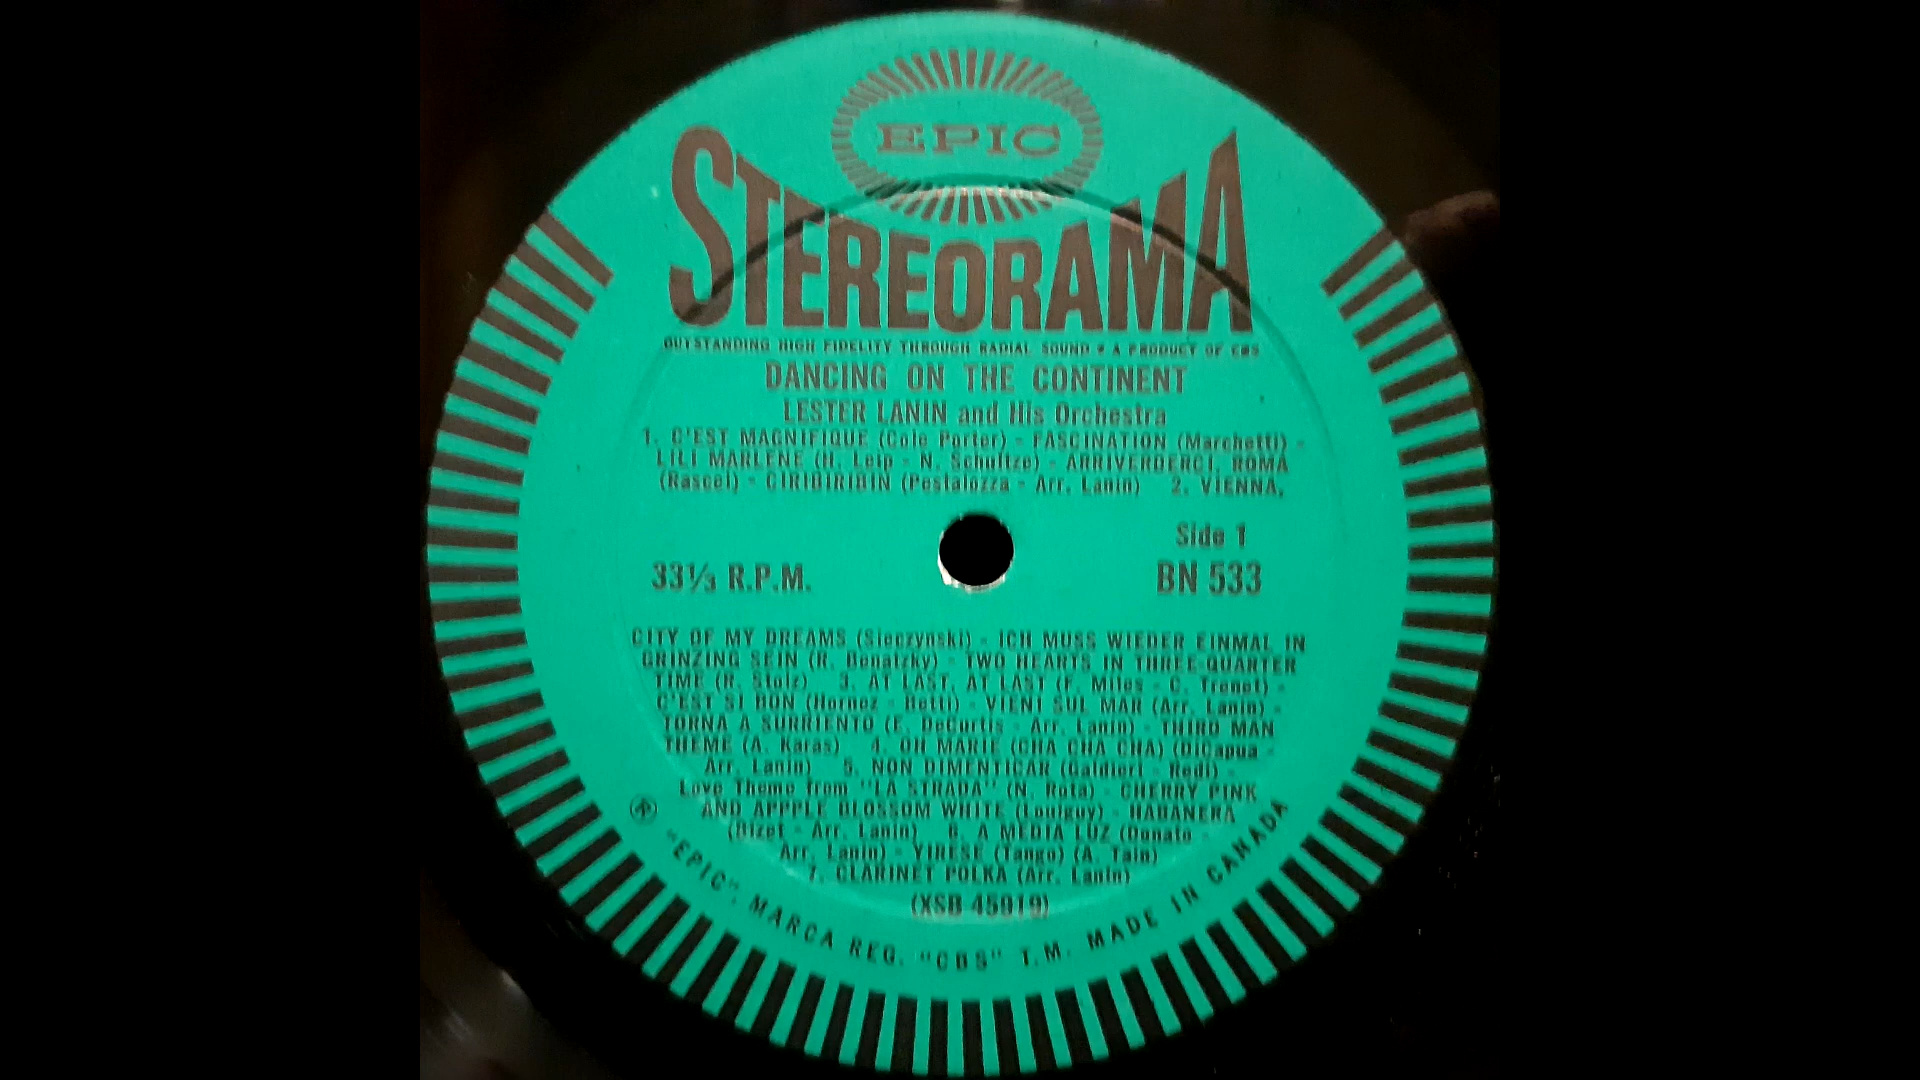 EPIC
STEREORAMA
OUTSTANDING HIGH FIDELITY THROUGH RADIAL SOUND • A PRODUCT OF CBS
DANCING ON THE CONTINENT
LESTER LANIN and His Orchestra
1. C'EST MAGNIFIQUE (Cole Porter) - FASCINATION (Marchetti) -
LILI MARLENE (H. Leip - N. Schultze) - ARRIVERDERCI, ROMA
(Rascel) - CIRIBIRIBIN (Pestalozza - Arr. Lanin) 2. VIENNA,
Side 1
33⅓ R.P.M. BN 533
CITY OF MY DREAMS (Sieczynski) - ICH MUSS WIEDER EINMAL IN
GRINZING SEIN (R. Benatzky) - TWO HEARTS IN THREE-QUARTER
TIME (R. Stolz) 3. AT LAST, AT LAST (F. Miles - C. Trenet) -
C'EST SI BON (Hornez - Betti) - VIENI SUL MAR (Arr. Lanin) -
TORNA A SURRIENTO (E. DeCurtis - Arr. Lanin) - THIRD MAN
THEME (A. Karas) 4. OH MARIE (CHA CHA CHA) (DiCapua -
Arr. Lanin) 5. NON DIMENTICAR (Galdieri - Redi) -
Love Theme from "LA STRADA" (N. Rota) - CHERRY PINK
AND APPPLE BLOSSOM WHITE (Louiguy) - HABANERA
(Bizet - Arr. Lanin) 6. A MEDIA LUZ (Donato -
Arr. Lanin) - YIRESE (Tango) (A. Tain)
7. CLARINET POLKA (Arr. Lanin)
(XSB 45919)
® "EPIC", MARCA REG. "CBS" T.M. MADE IN CANADA